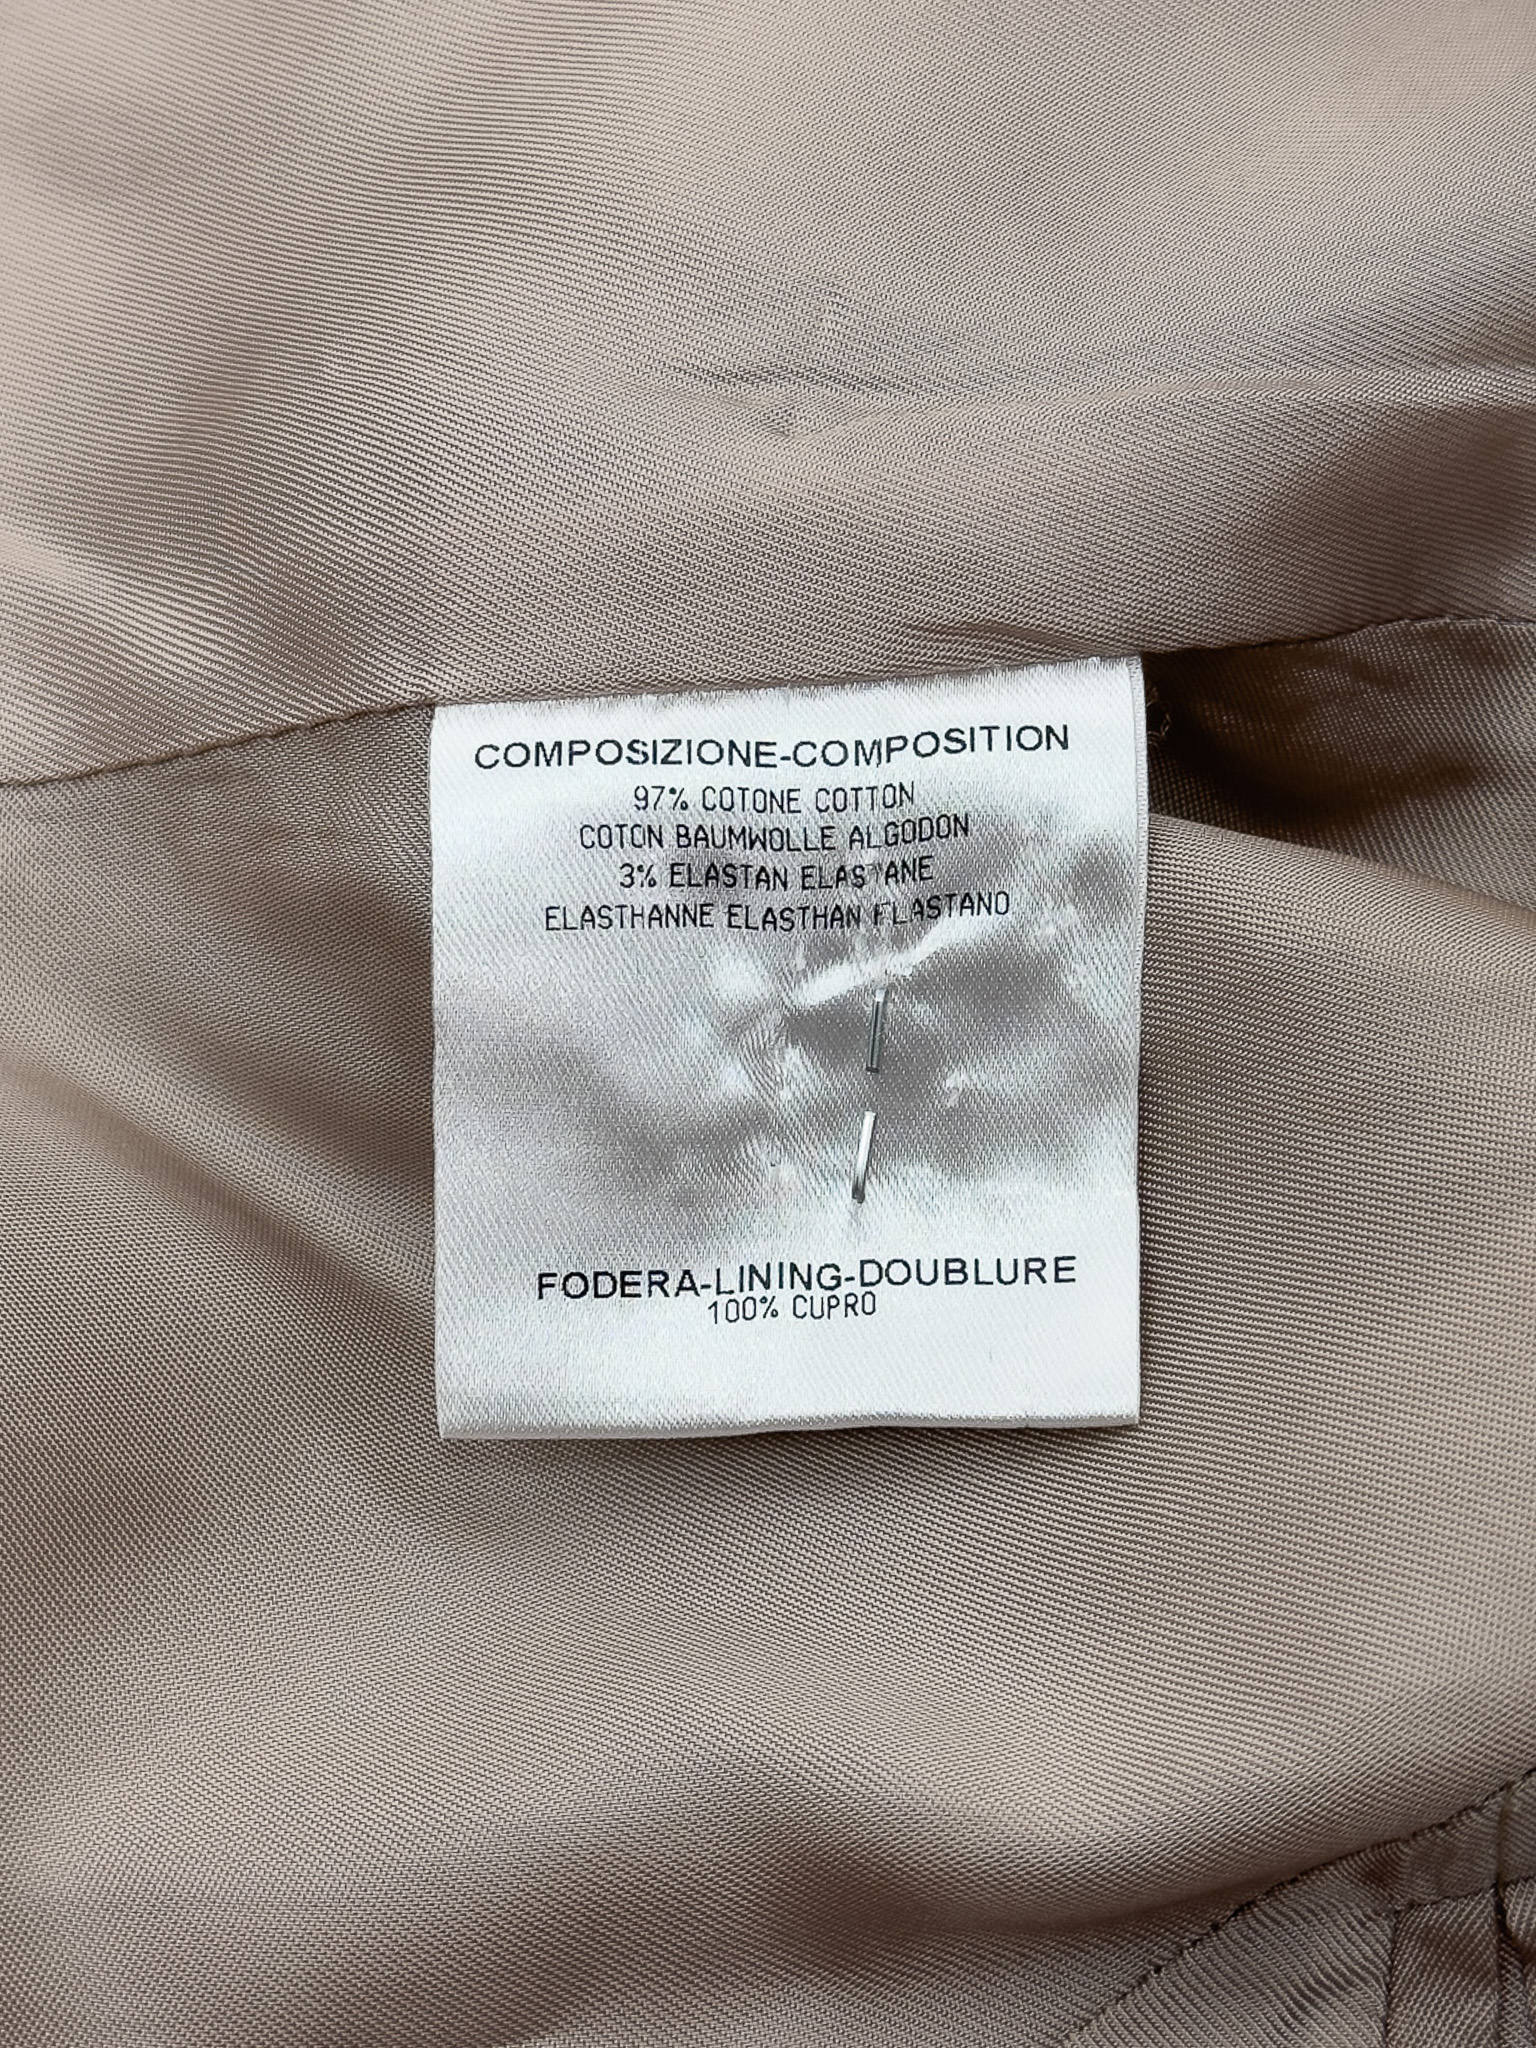 COMPOSIZIONE-COMPOSITION
97% COTONE COTTON
COTON BAUMWOLLE ALGODON
3% ELASTAN ELASTANE
ELASTHANNE ELASTHAN ELASTANO
FODERA-LINING-DOUBLURE
100% CUPRO